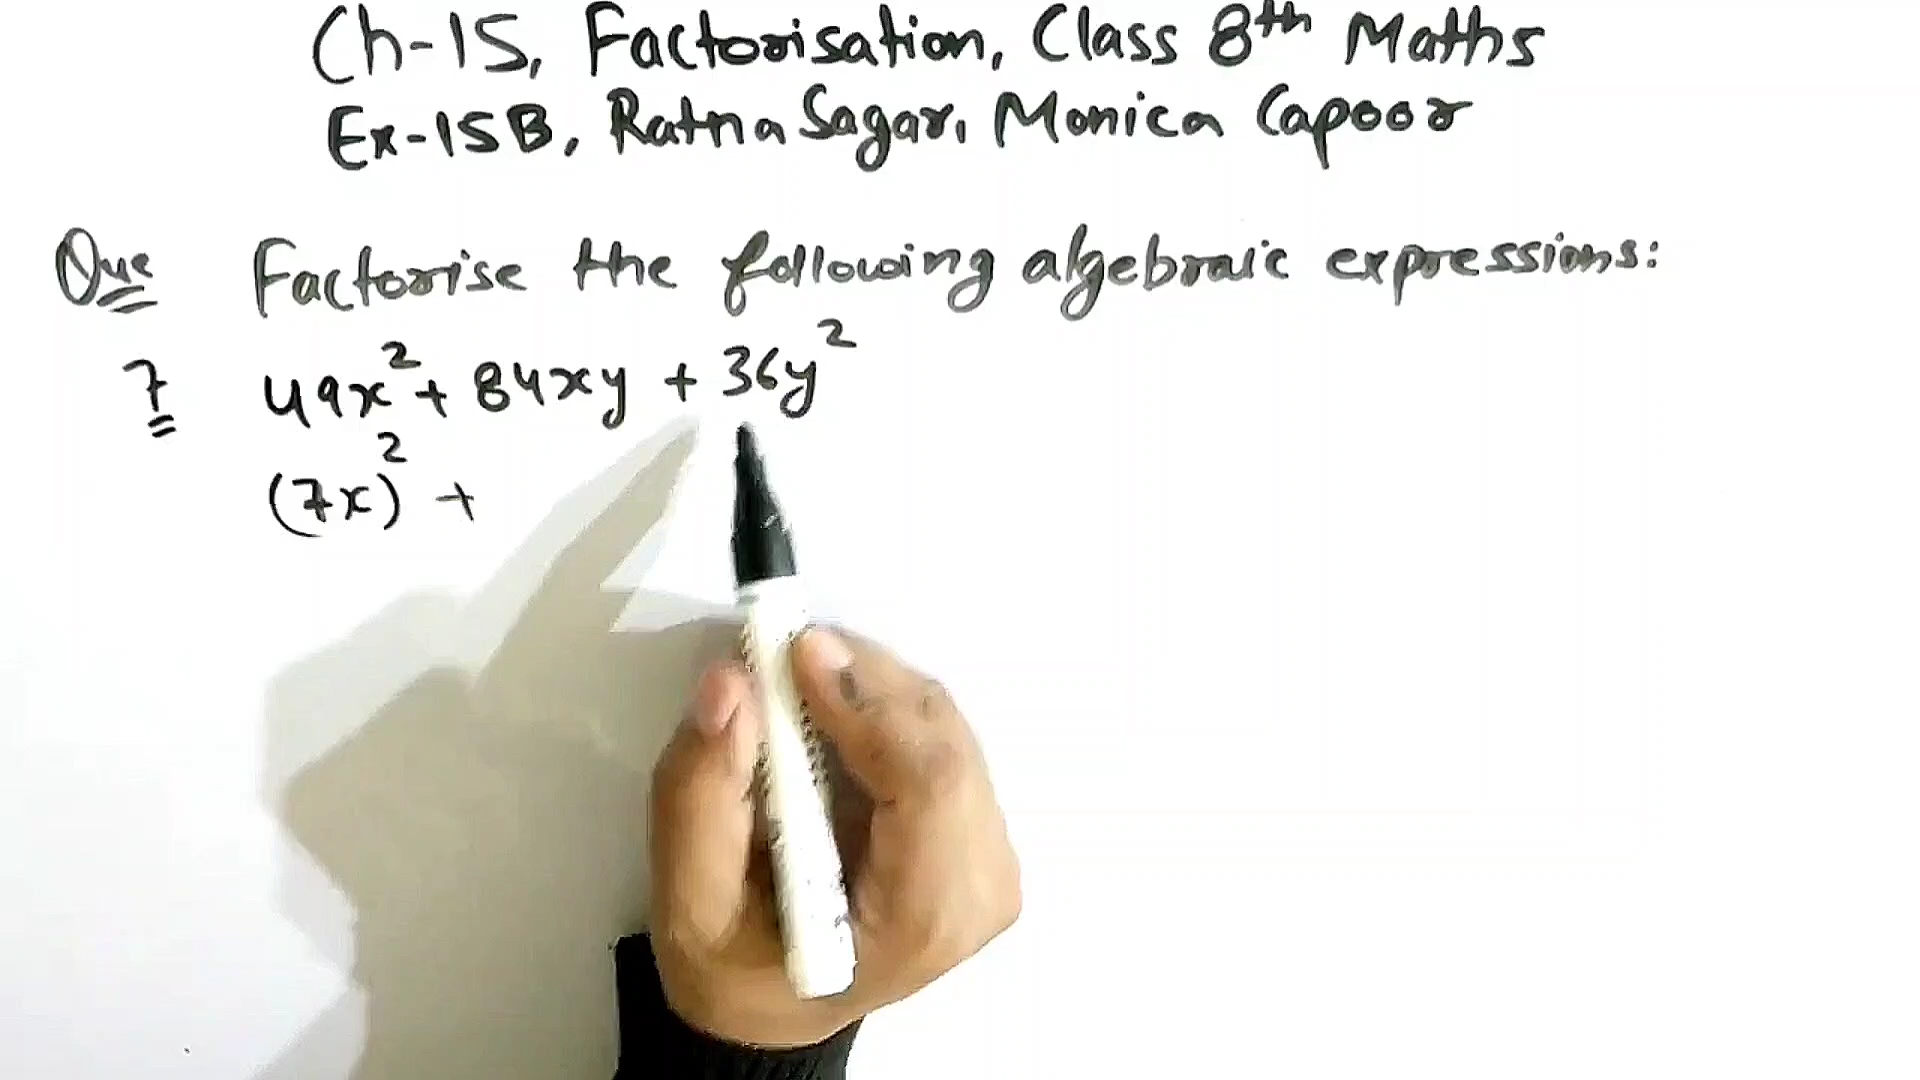 Ch-15, Factorisation, Class 8th Maths
Ex-15B, Ratna Sagar, Monica Capoor
Que Factorise the following algebraic expressions:
7 49x² + 84xy + 36y²
(7x)² +